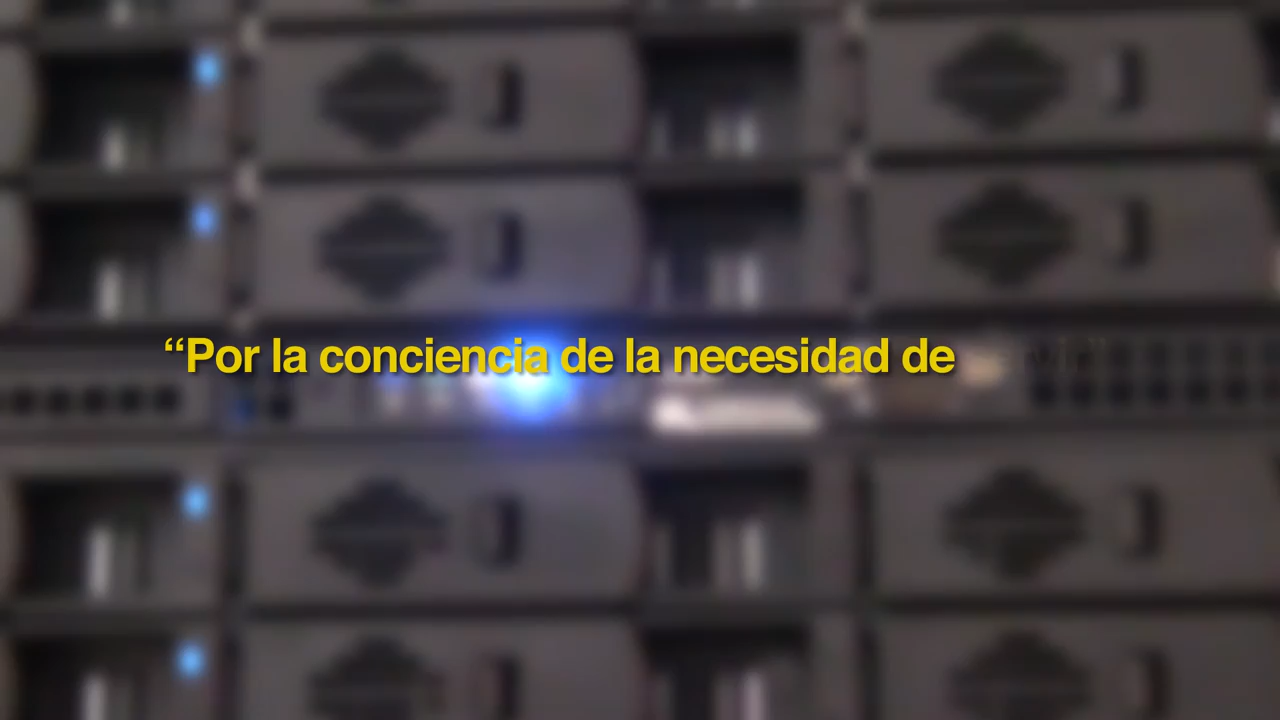 “Por la conciencia de la necesidad de